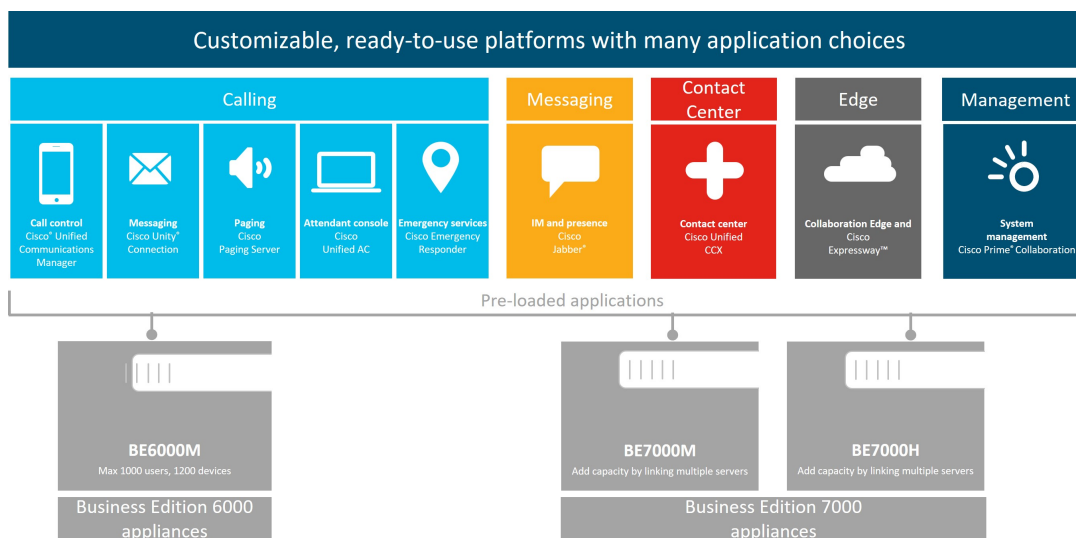 Customizable, ready-to-use platforms with many application choices
Calling
Call control
Cisco® Unified
Communications
Manager
Messaging
Cisco Unity®
Connection
Paging
Cisco
Paging Server
Attendant console
Cisco
Unified AC
Emergency services
Cisco Emergency
Responder
Messaging
IM and presence
Cisco
Jabber®
Contact
Center
Contact center
Cisco Unified
CCX
Edge
Collaboration Edge and
Cisco
Expressway™
Management
System
management
Cisco Prime® Collaboration
Pre-loaded applications
BE6000M
Max 1000 users, 1200 devices
Business Edition 6000
appliances
BE7000M
Add capacity by linking multiple servers
BE7000H
Add capacity by linking multiple servers
Business Edition 7000
appliances